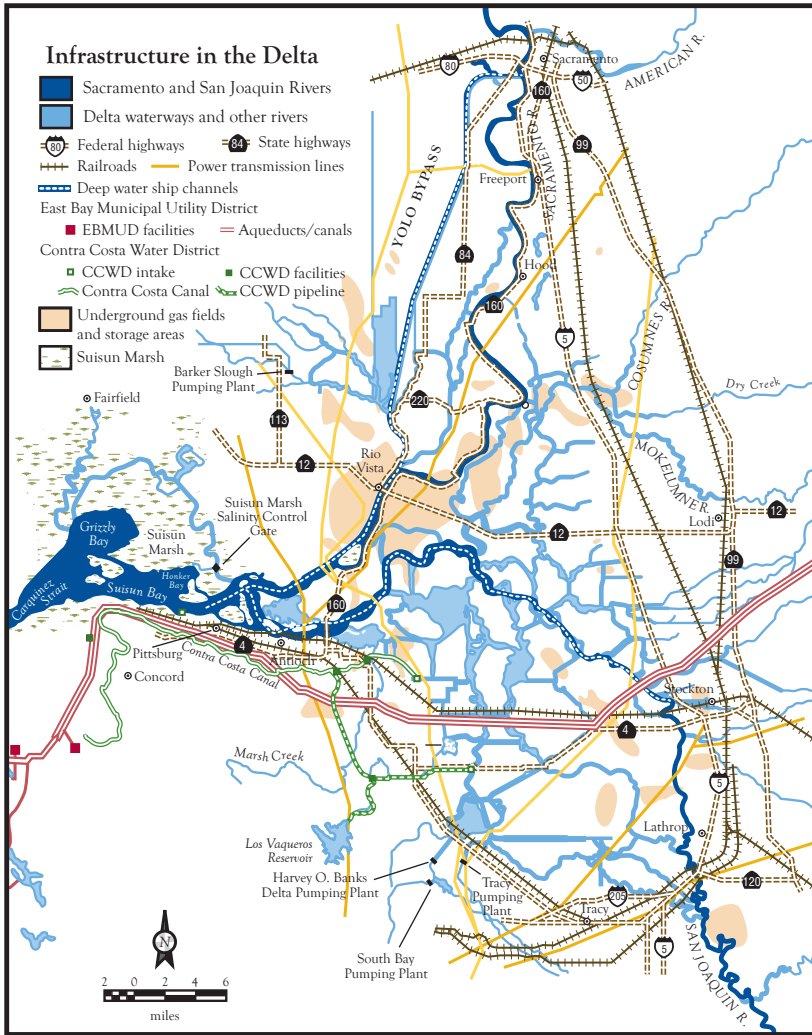 Infrastructure in the Delta
Sacramento and San Joaquin Rivers
Delta waterways and other rivers
80 Federal highways 84 State highways
Railroads Power transmission lines
Deep water ship channels
East Bay Municipal Utility District
EBMUD facilities Aqueducts/canals
Contra Costa Water District
CCWD intake CCWD facilities
Contra Costa Canal CCWD pipeline
Underground gas fields
and storage areas
Suisun Marsh
80
Sacramento
50
AMERICAN R.
160
99
SACRAMENTO R.
YOLO BYPASS
Freeport
84
Hood
160
5
COSUMNES R.
Barker Slough
Pumping Plant
Dry Creek
Fairfield
220
113
MOKELUMNE R.
12
Rio
Vista
Suisun Marsh
Salinity Control
Gate
Lodi
12
12
99
Grizzly
Bay
Suisun
Marsh
Honker
Bay
Suisun Bay
Carquinez
Strait
160
Pittsburg
4
Antioch
Contra Costa Canal
Concord
Stockton
4
Marsh Creek
5
Los Vaqueros
Reservoir
Lathrop
Harvey O. Banks
Delta Pumping Plant
Tracy
Pumping
Plant
205
120
Tracy
South Bay
Pumping Plant
5
SAN JOAQUIN R.
N
2 0 2 4 6
miles